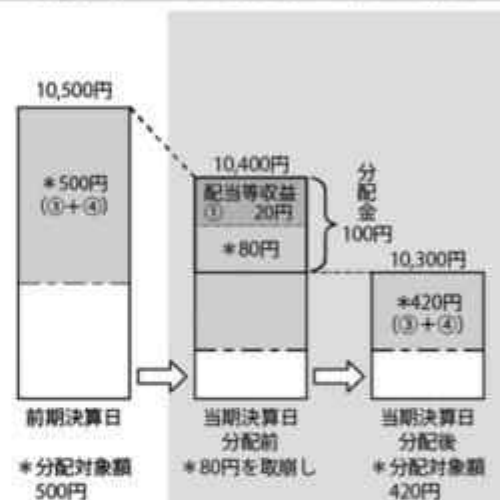 10,500円
*500円
(③+④)
前期決算日
*分配対象額
500円
10,400円
配当等収益
① 20円
*80円
分配金
100円
当期決算日
分配前
*80円を取崩し
10,300円
*420円
(③+④)
当期決算日
分配後
*分配対象額
420円